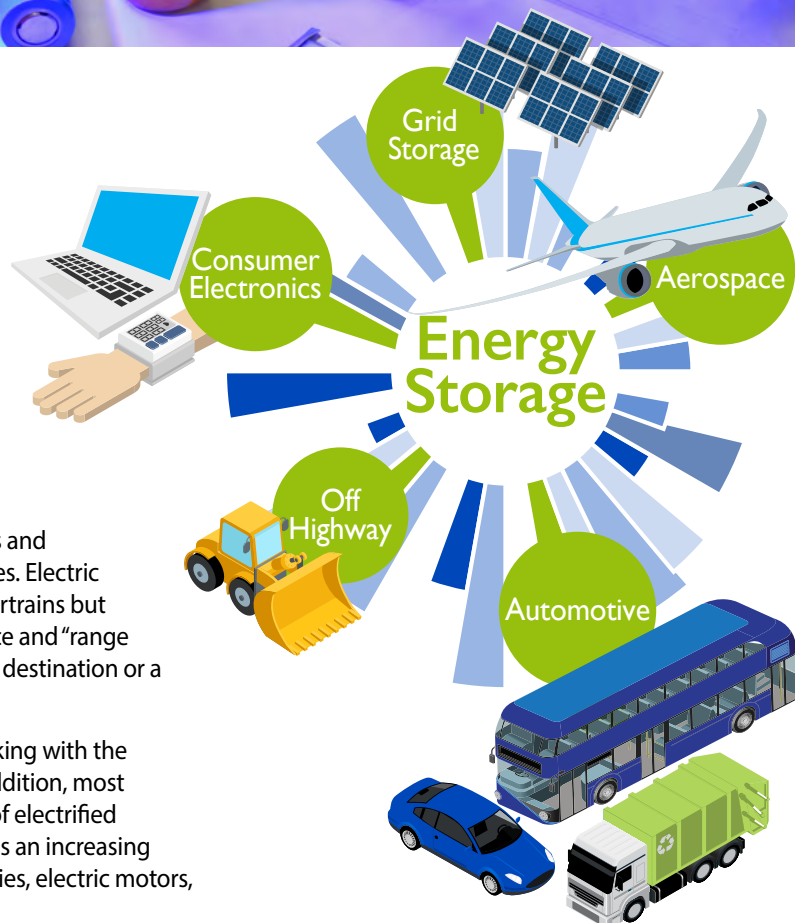 Grid
Storage
Consumer
Electronics
Aerospace
Energy
Storage
Off
Highway
Automotive
s and
es. Electric
rtrains but
te and “range
destination or a
king with the
ddition, most
of electrified
s an increasing
ies, electric motors,